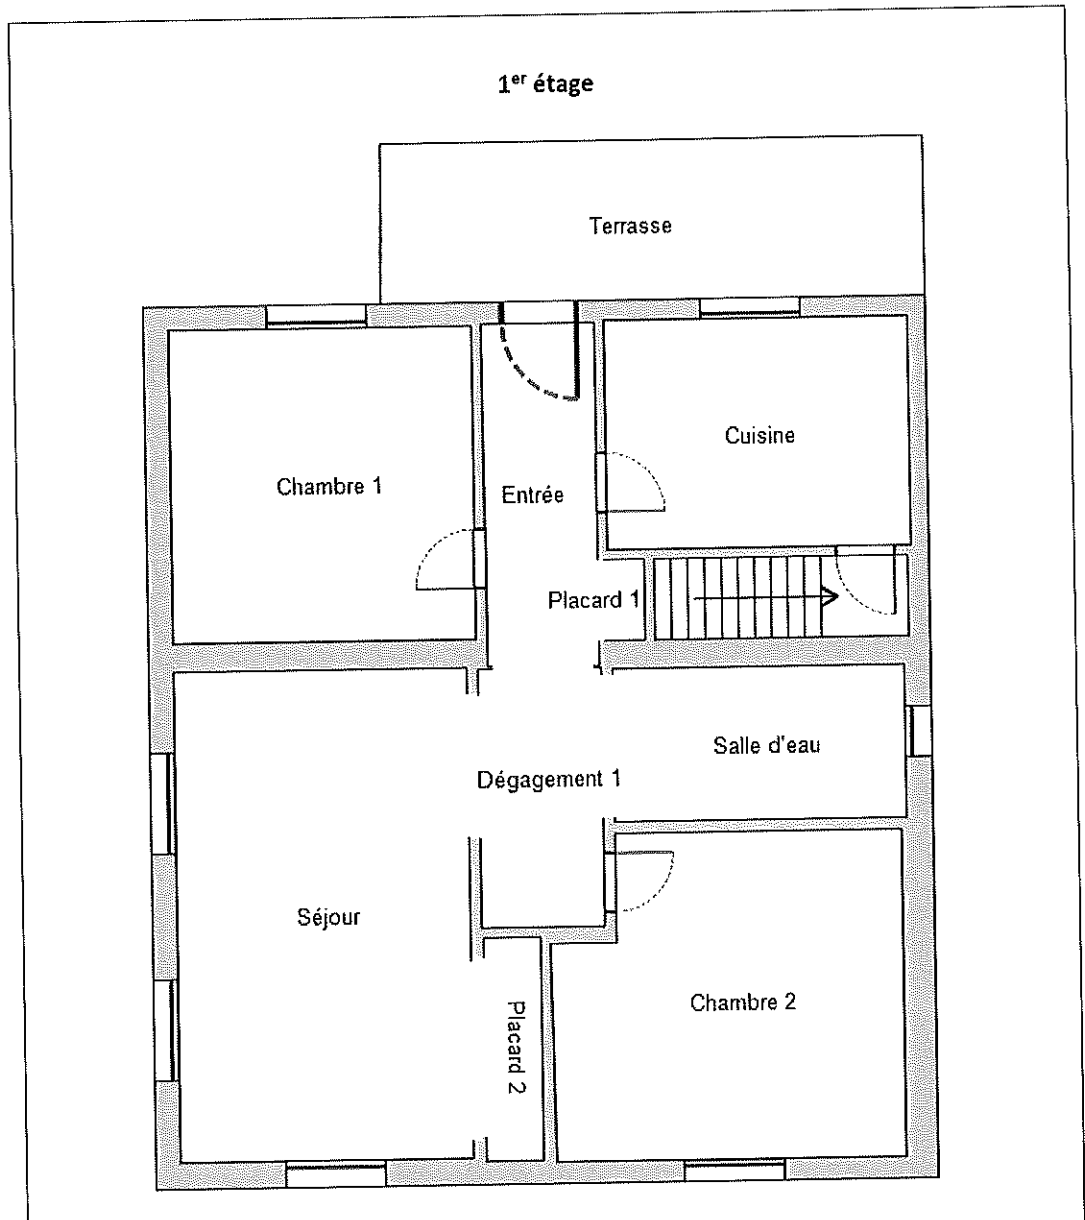 1er étage
Terrasse
Cuisine
Chambre 1
Entrée
Placard 1
Salle d'eau
Dégagement 1
Séjour
Chambre 2
Placard 2